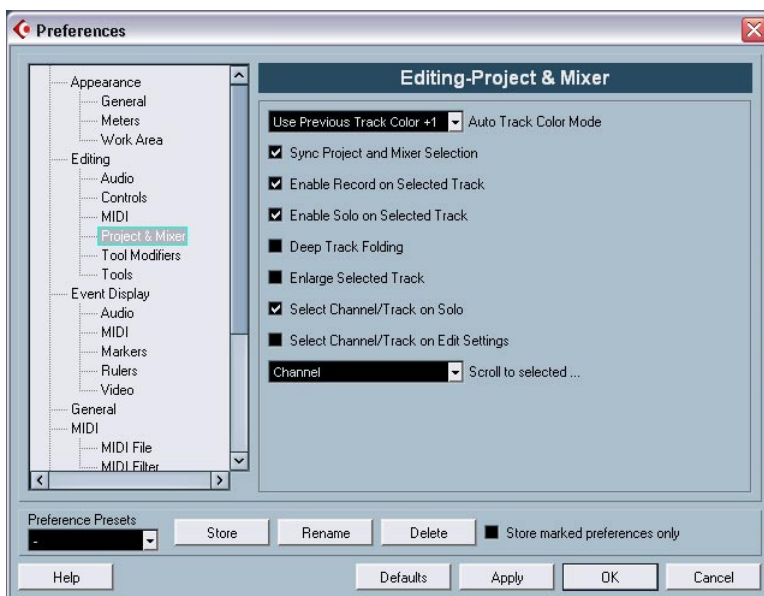 Preferences
Appearance
General
Meters
Work Area
Editing
Audio
Controls
MIDI
Project & Mixer
Tool Modifiers
Tools
Event Display
Audio
MIDI
Markers
Rulers
Video
General
MIDI
MIDI File
MIDI Filter
Editing-Project & Mixer
Use Previous Track Color +1 Auto Track Color Mode
Sync Project and Mixer Selection
Enable Record on Selected Track
Enable Solo on Selected Track
Deep Track Folding
Enlarge Selected Track
Select Channel/Track on Solo
Select Channel/Track on Edit Settings
Channel Scroll to selected ...
Preference Presets
-
Store Rename Delete Store marked preferences only
Help Defaults Apply OK Cancel